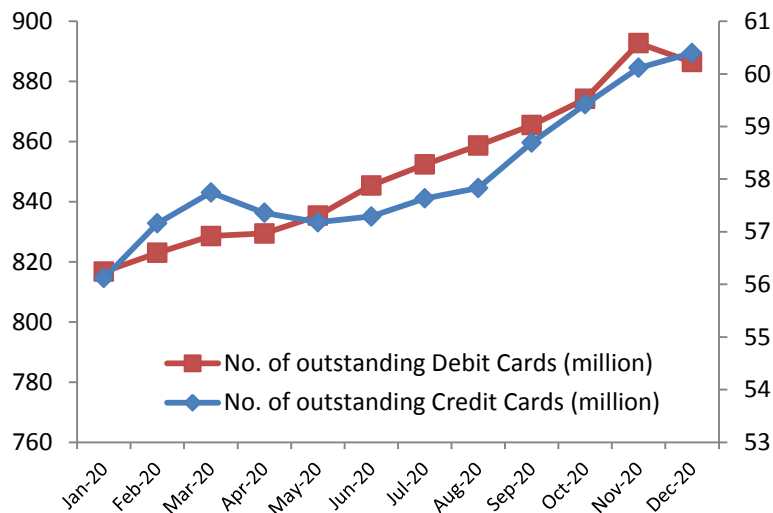 900
880
860
840
820
800
780
760
61
60
59
58
57
56
55
54
53
No. of outstanding Debit Cards (million)
No. of outstanding Credit Cards (million)
Jan-20
Feb-20
Mar-20
Apr-20
May-20
Jun-20
Jul-20
Aug-20
Sep-20
Oct-20
Nov-20
Dec-20